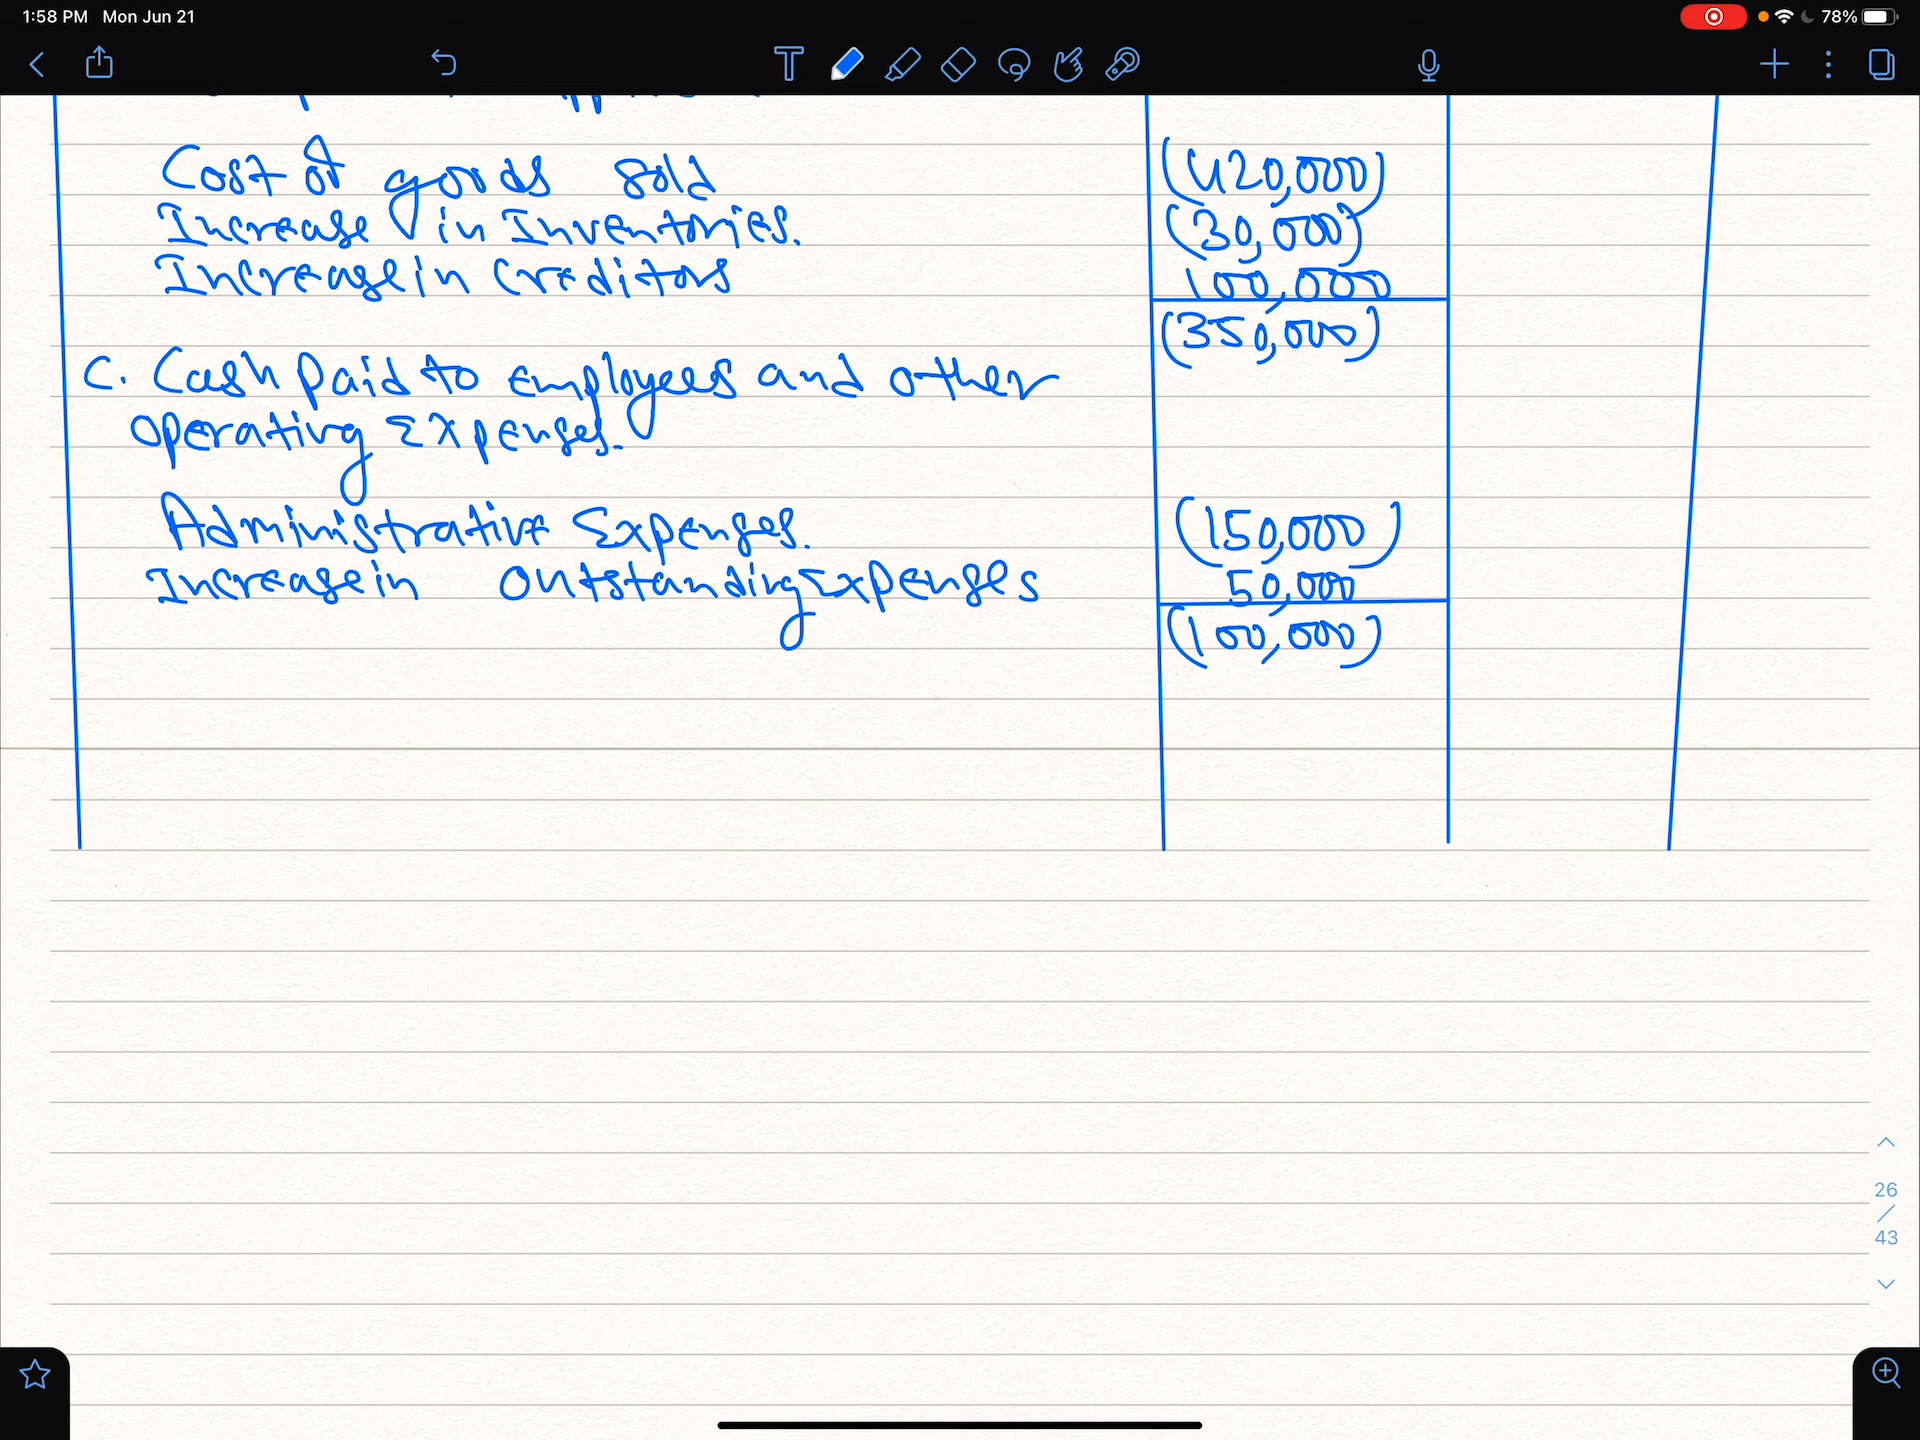 1:58 PM Mon Jun 21 78%
Cost of goods sold (420,000)
Increase in Inventories. (30,000)
Increase in Creditors 100,000
(350,000)
C. Cash Paid to Employees and other
operating Expenses.
Administrative Expenses. (150,000)
Increase in Outstanding Expenses 50,000
(100,000)
26
/
43